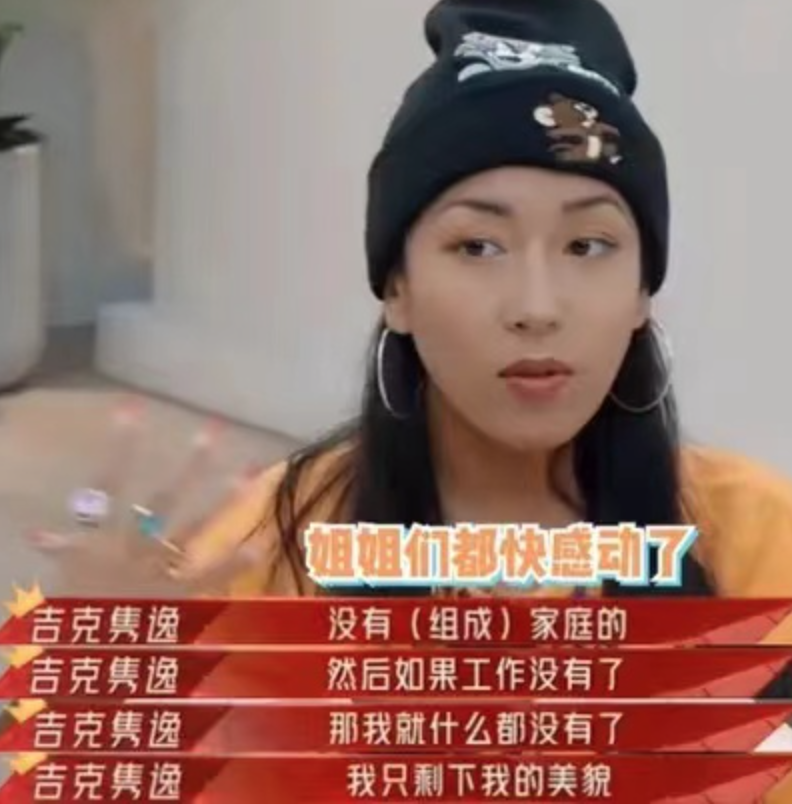 姐姐们都快感动了
吉克隽逸 没有（组成）家庭的
吉克隽逸 然后如果工作没有了
吉克隽逸 那我就什么都没有了
吉克隽逸 我只剩下我的美貌